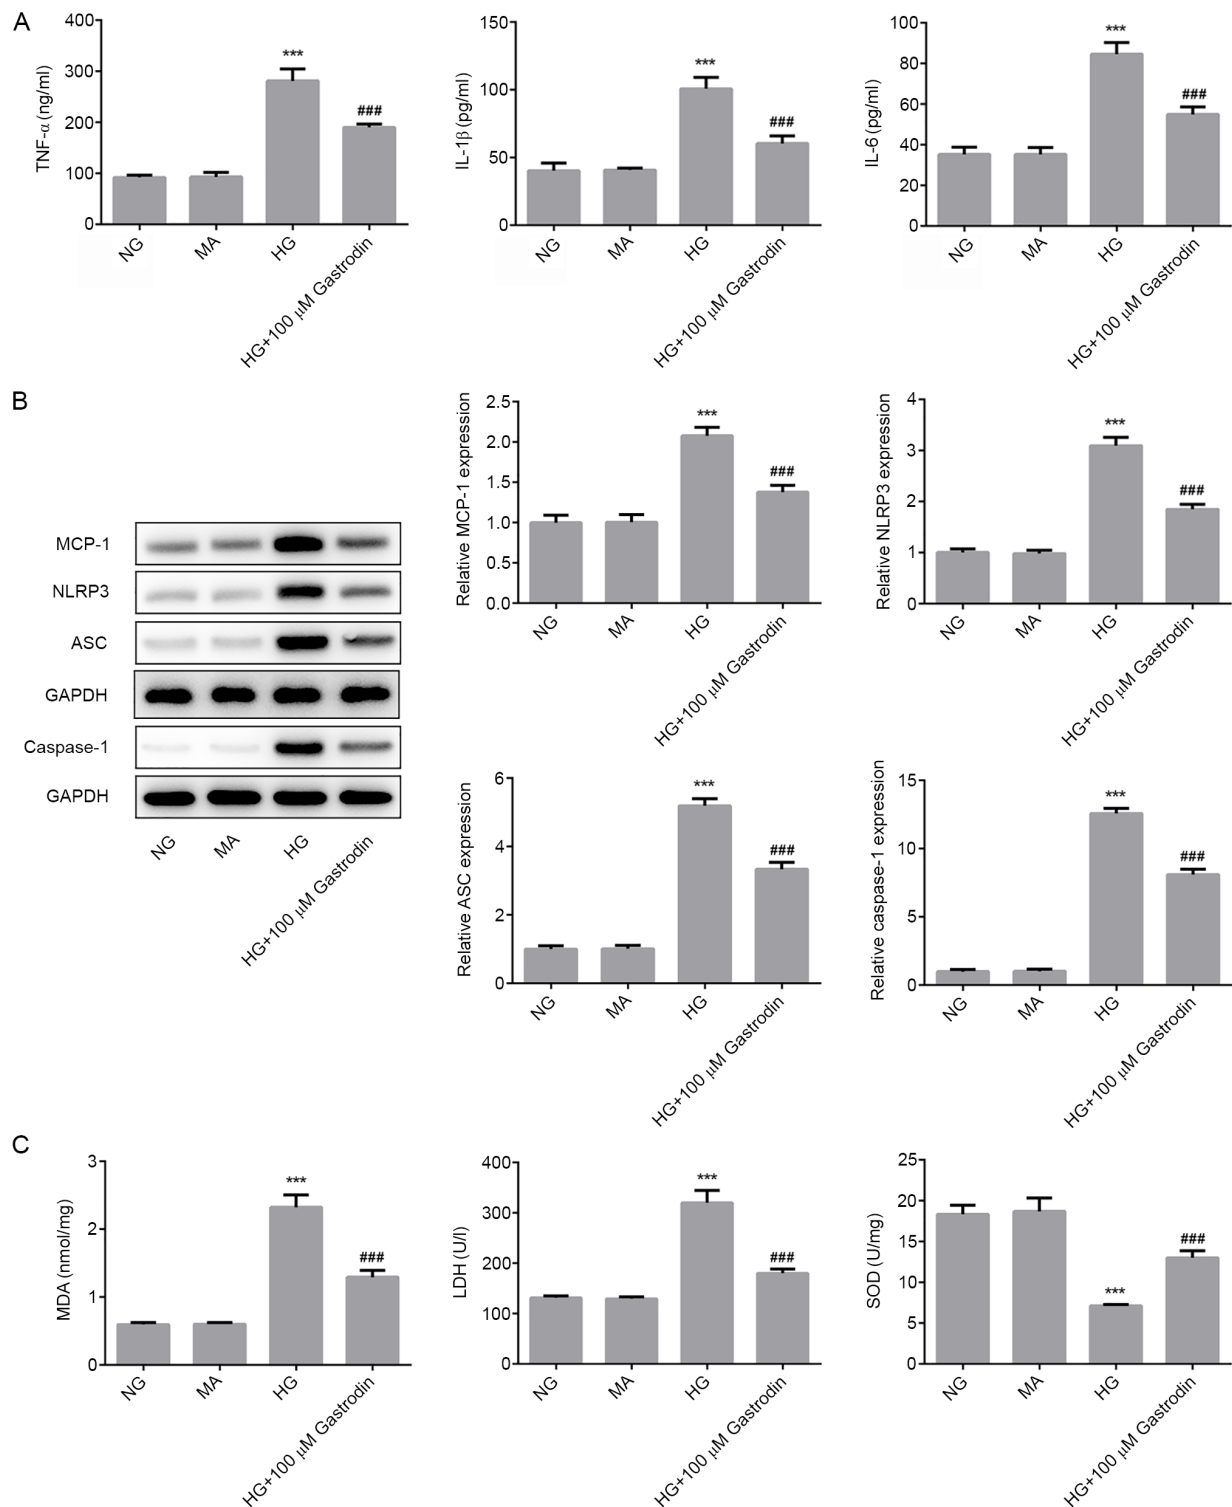 A
400
300
200
100
0
TNF-α (ng/ml)
***
###
NG
MA
HG
HG+100 μM Gastrodin
150
100
50
0
IL-1β (pg/ml)
***
###
NG
MA
HG
HG+100 μM Gastrodin
100
80
60
40
20
0
IL-6 (pg/ml)
***
###
NG
MA
HG
HG+100 μM Gastrodin
B
MCP-1
NLRP3
ASC
GAPDH
Caspase-1
GAPDH
NG
MA
HG
HG+100 μM Gastrodin
2.5
2.0
1.5
1.0
0.5
0.0
Relative MCP-1 expression
***
###
NG
MA
HG
HG+100 μM Gastrodin
4
3
2
1
0
Relative NLRP3 expression
***
###
NG
MA
HG
HG+100 μM Gastrodin
6
4
2
0
Relative ASC expression
***
###
NG
MA
HG
HG+100 μM Gastrodin
15
10
5
0
Relative caspase-1 expression
***
###
NG
MA
HG
HG+100 μM Gastrodin
C
3
2
1
0
MDA (nmol/mg)
***
###
NG
MA
HG
HG+100 μM Gastrodin
400
300
200
100
0
LDH (U/l)
***
###
NG
MA
HG
HG+100 μM Gastrodin
25
20
15
10
5
0
SOD (U/mg)
***
###
NG
MA
HG
HG+100 μM Gastrodin